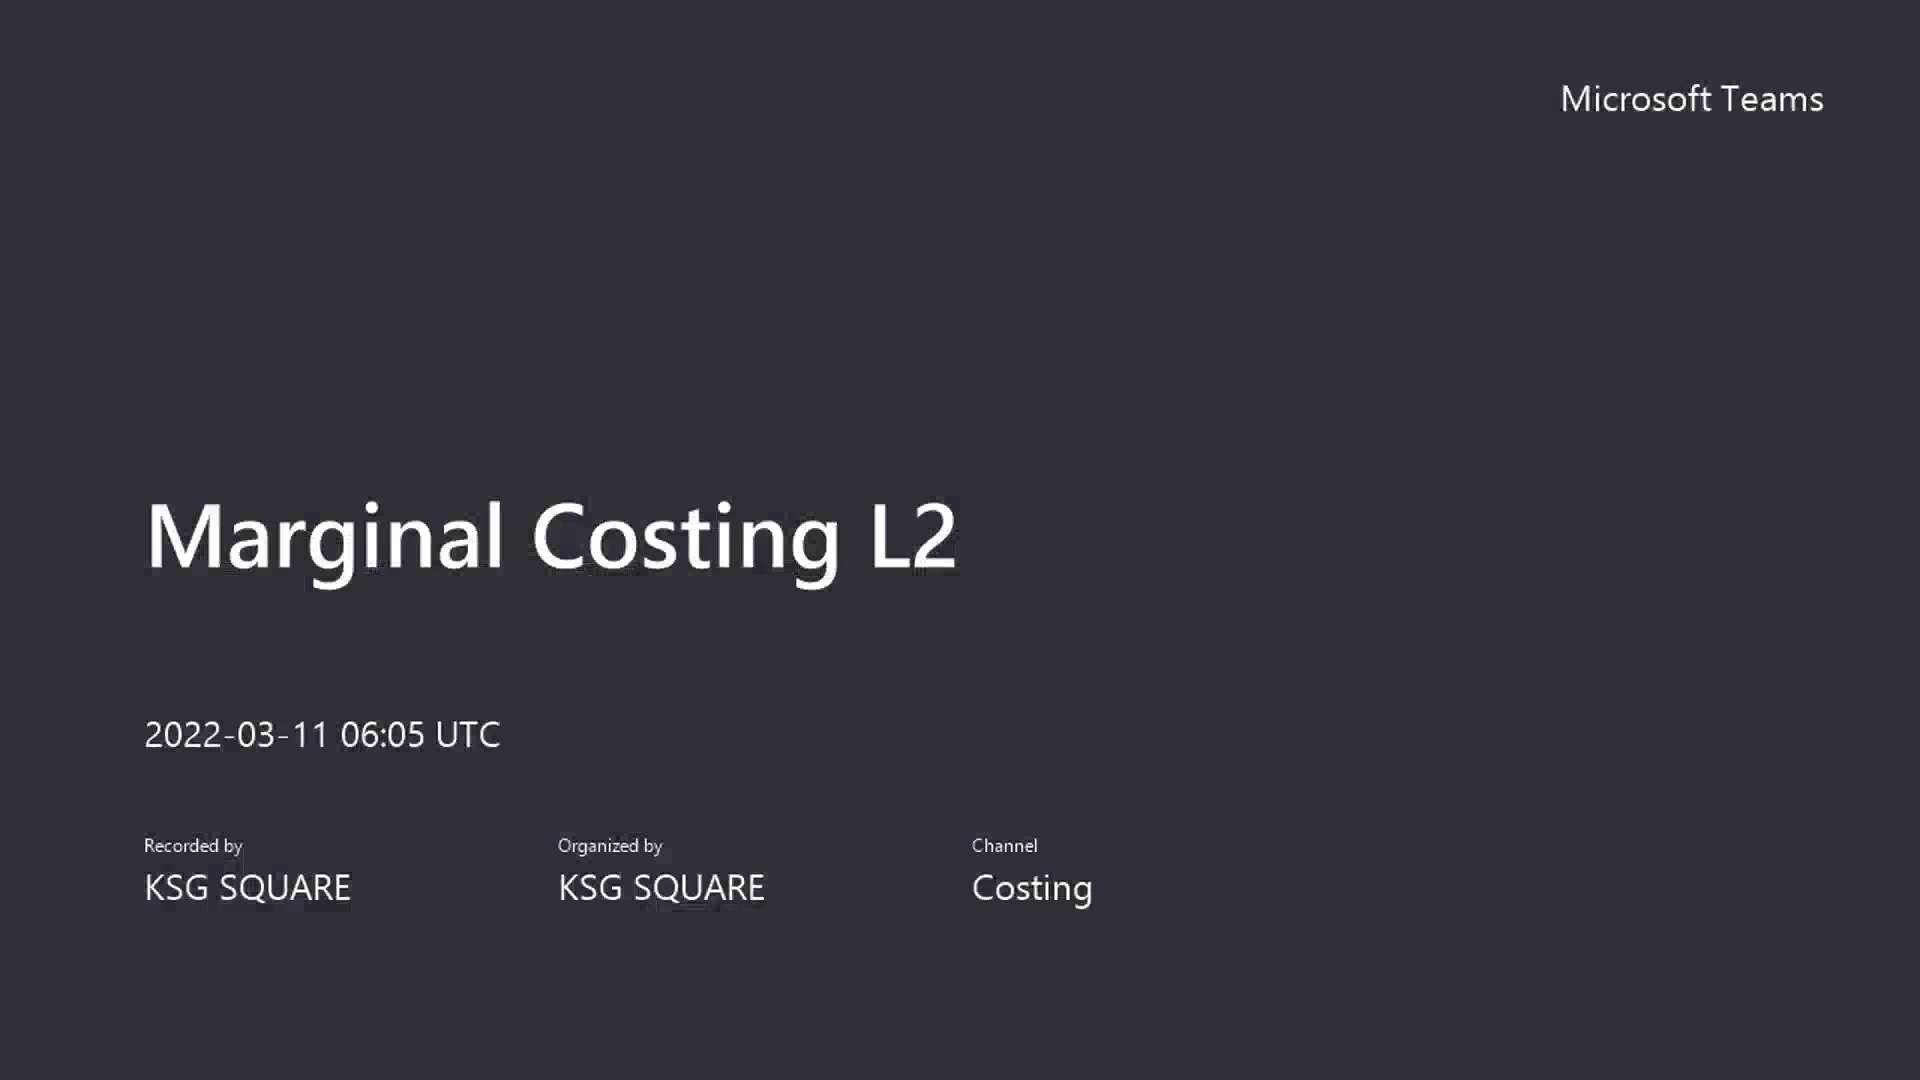 Microsoft Teams
Marginal Costing L2
2022-03-11 06:05 UTC
Recorded by
KSG SQUARE
Organized by
KSG SQUARE
Channel
Costing